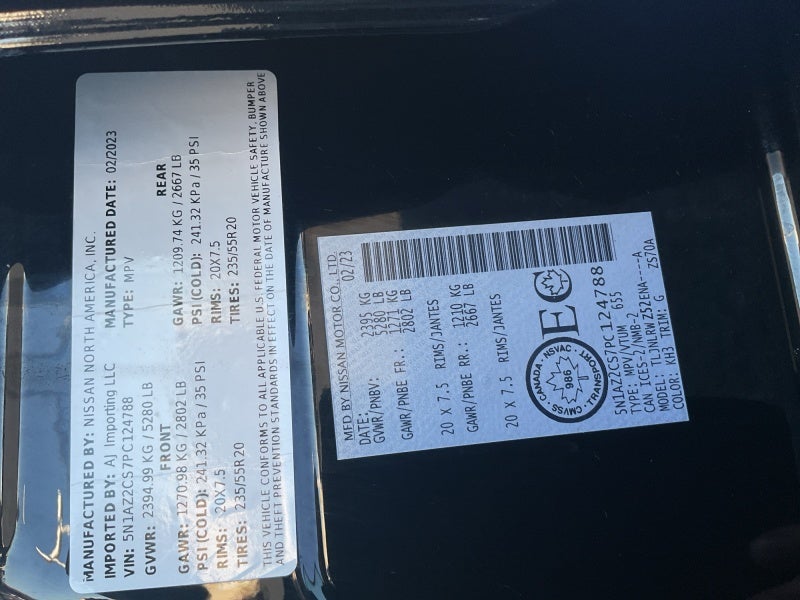 MANUFACTURED BY: NISSAN NORTH AMERICA, INC.
IMPORTED BY: AJ Importing LLC MANUFACTURED DATE: 02/2023
VIN: 5N1AZ2CS7PC124788 TYPE: MPV
GVWR: 2394.99 KG / 5280 LB
FRONT REAR
GAWR: 1270.98 KG / 2802 LB GAWR: 1209.74 KG / 2667 LB
PSI (COLD): 241.32 KPa / 35 PSI PSI (COLD): 241.32 KPa / 35 PSI
RIMS: 20X7.5 RIMS: 20X7.5
TIRES: 235/55R20 TIRES: 235/55R20
THIS VEHICLE CONFORMS TO ALL APPLICABLE U.S. FEDERAL MOTOR VEHICLE SAFETY, BUMPER
AND THEFT PREVENTION STANDARDS IN EFFECT ON THE DATE OF MANUFACTURE SHOWN ABOVE
MFD BY NISSAN MOTOR CO., LTD.
DATE: 02/23
GVWR/PNBV: 2395 KG
5280 LB
GAWR/PNBE FR.: 1271 KG
2802 LB
20 X 7.5 RIMS/JANTES
GAWR/PNBE RR.: 1210 KG
2667 LB
20 X 7.5 RIMS/JANTES
CANADA · NSVAC · TRANSPORT · CMVSS
986
EC
5N1AZ2CS7PC124788
TYPE: MPV/VTUM 655
CAN ICES-2/NMB-2
MODEL: TLJNLRWZ52ENA----A
COLOR: KH3 TRIM: G ZS70A